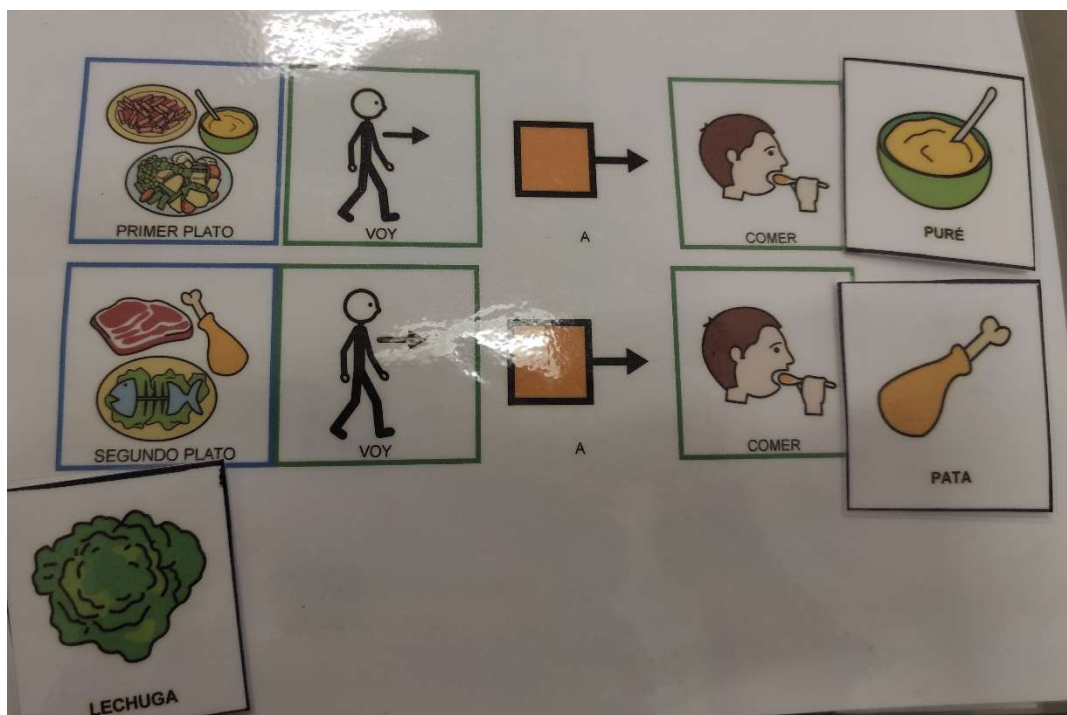 PRIMER PLATO
VOY
A
COMER
PURÉ
SEGUNDO PLATO
VOY
A
COMER
PATA
LECHUGA